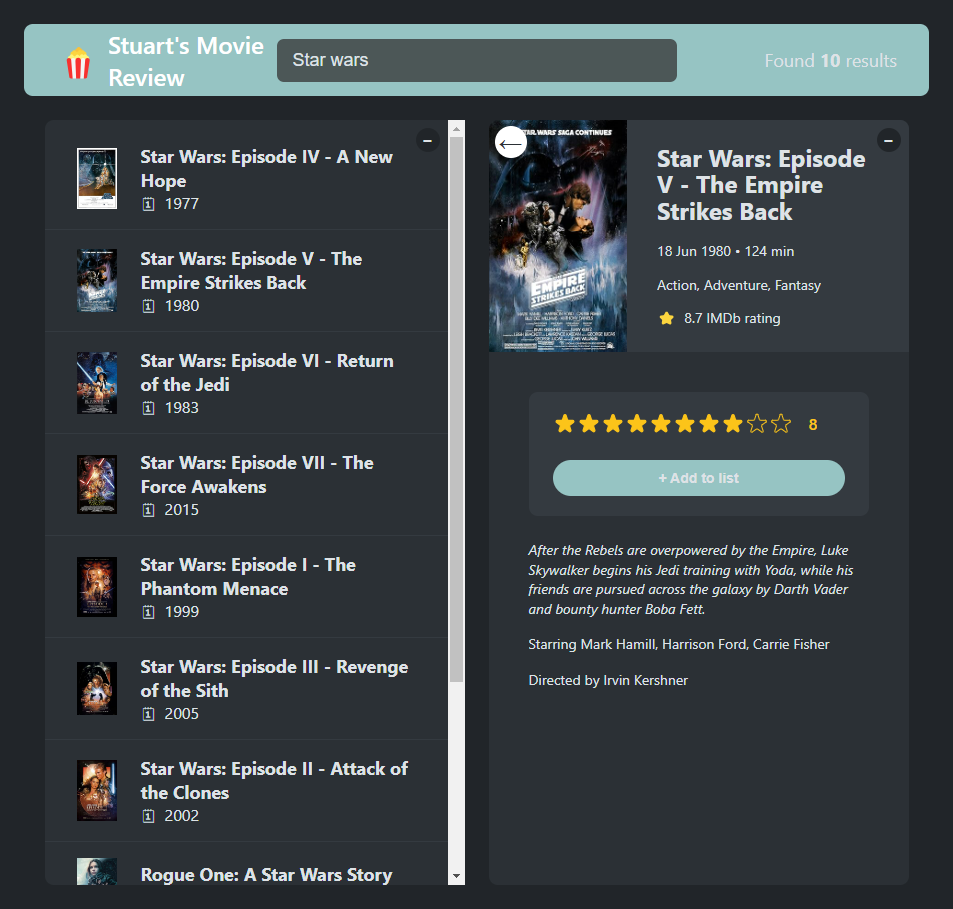 Stuart's Movie
Review
Star wars
Found 10 results
Star Wars: Episode IV - A New
Hope
1977
Star Wars: Episode V - The
Empire Strikes Back
1980
Star Wars: Episode VI - Return
of the Jedi
1983
Star Wars: Episode VII - The
Force Awakens
2015
Star Wars: Episode I - The
Phantom Menace
1999
Star Wars: Episode III - Revenge
of the Sith
2005
Star Wars: Episode II - Attack of
the Clones
2002
Rogue One: A Star Wars Story
STAR WARS SAGA CONTINUES
EMPIRE
STRIKES BACK
Star Wars: Episode
V - The Empire
Strikes Back
18 Jun 1980 • 124 min
Action, Adventure, Fantasy
8.7 IMDb rating
8
+ Add to list
After the Rebels are overpowered by the Empire, Luke
Skywalker begins his Jedi training with Yoda, while his
friends are pursued across the galaxy by Darth Vader
and bounty hunter Boba Fett.
Starring Mark Hamill, Harrison Ford, Carrie Fisher
Directed by Irvin Kershner